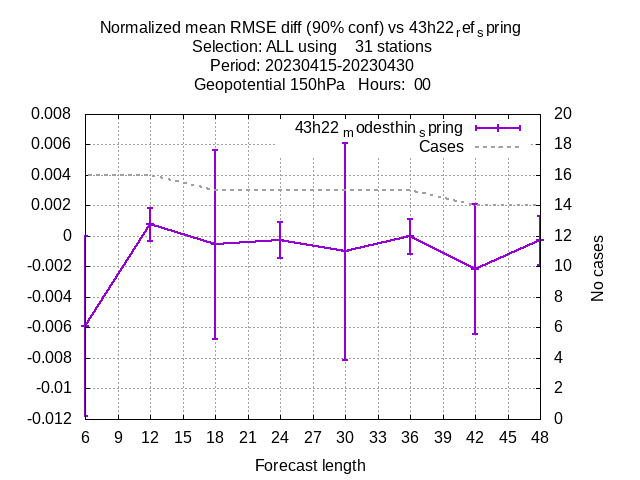 Normalized mean RMSE diff (90% conf) vs 43h22refspring
Selection: ALL using    31 stations
Period: 20230415-20230430
Geopotential 150hPa   Hours:  00
43h22modesthinspring
Cases
0.008
0.006
0.004
0.002
0
-0.002
-0.004
-0.006
-0.008
-0.01
-0.012
20
18
16
14
12
10
8
6
4
2
0
No cases
6 9 12 15 18 21 24 27 30 33 36 39 42 45 48
Forecast length